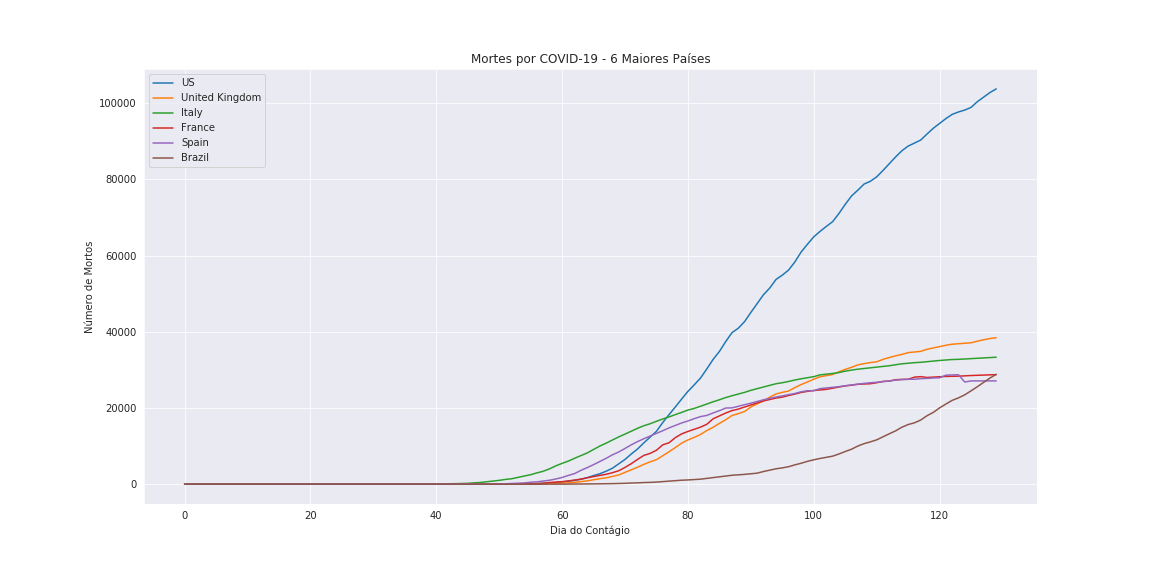 Mortes por COVID-19 - 6 Maiores Países
US
United Kingdom
Italy
France
Spain
Brazil
100000
80000
60000
40000
20000
0
Número de Mortos
0 20 40 60 80 100 120
Dia do Contágio